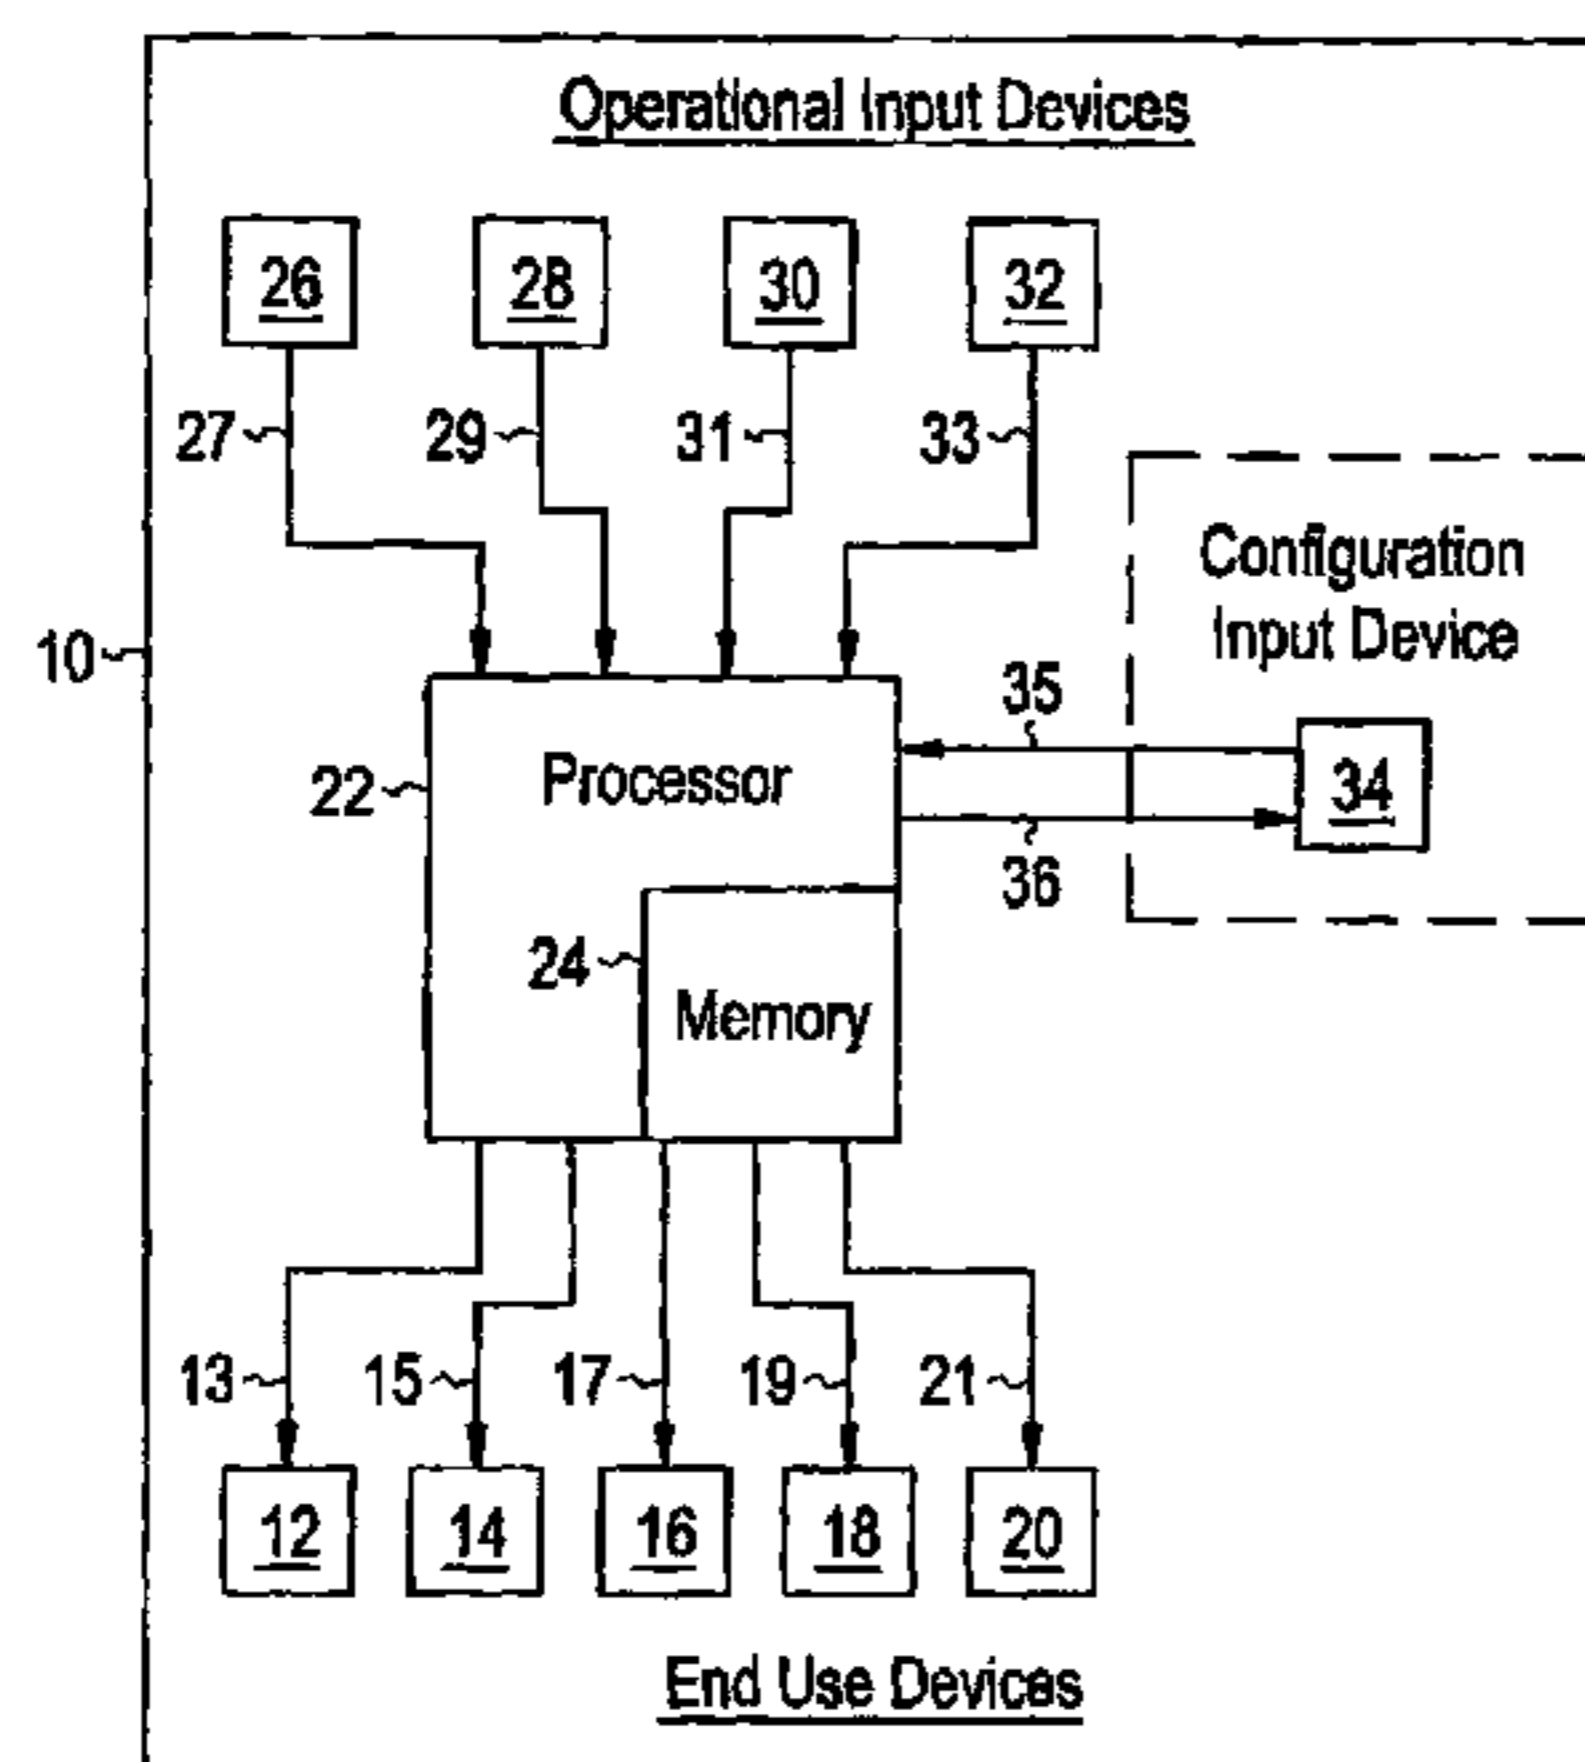 Operational Input Devices
26 28 30 32
27 29 31 33
Configuration
Input Device
10
35
22 Processor 34
36
24
Memory
13 15 17 19 21
12 14 16 18 20
End Use Devices